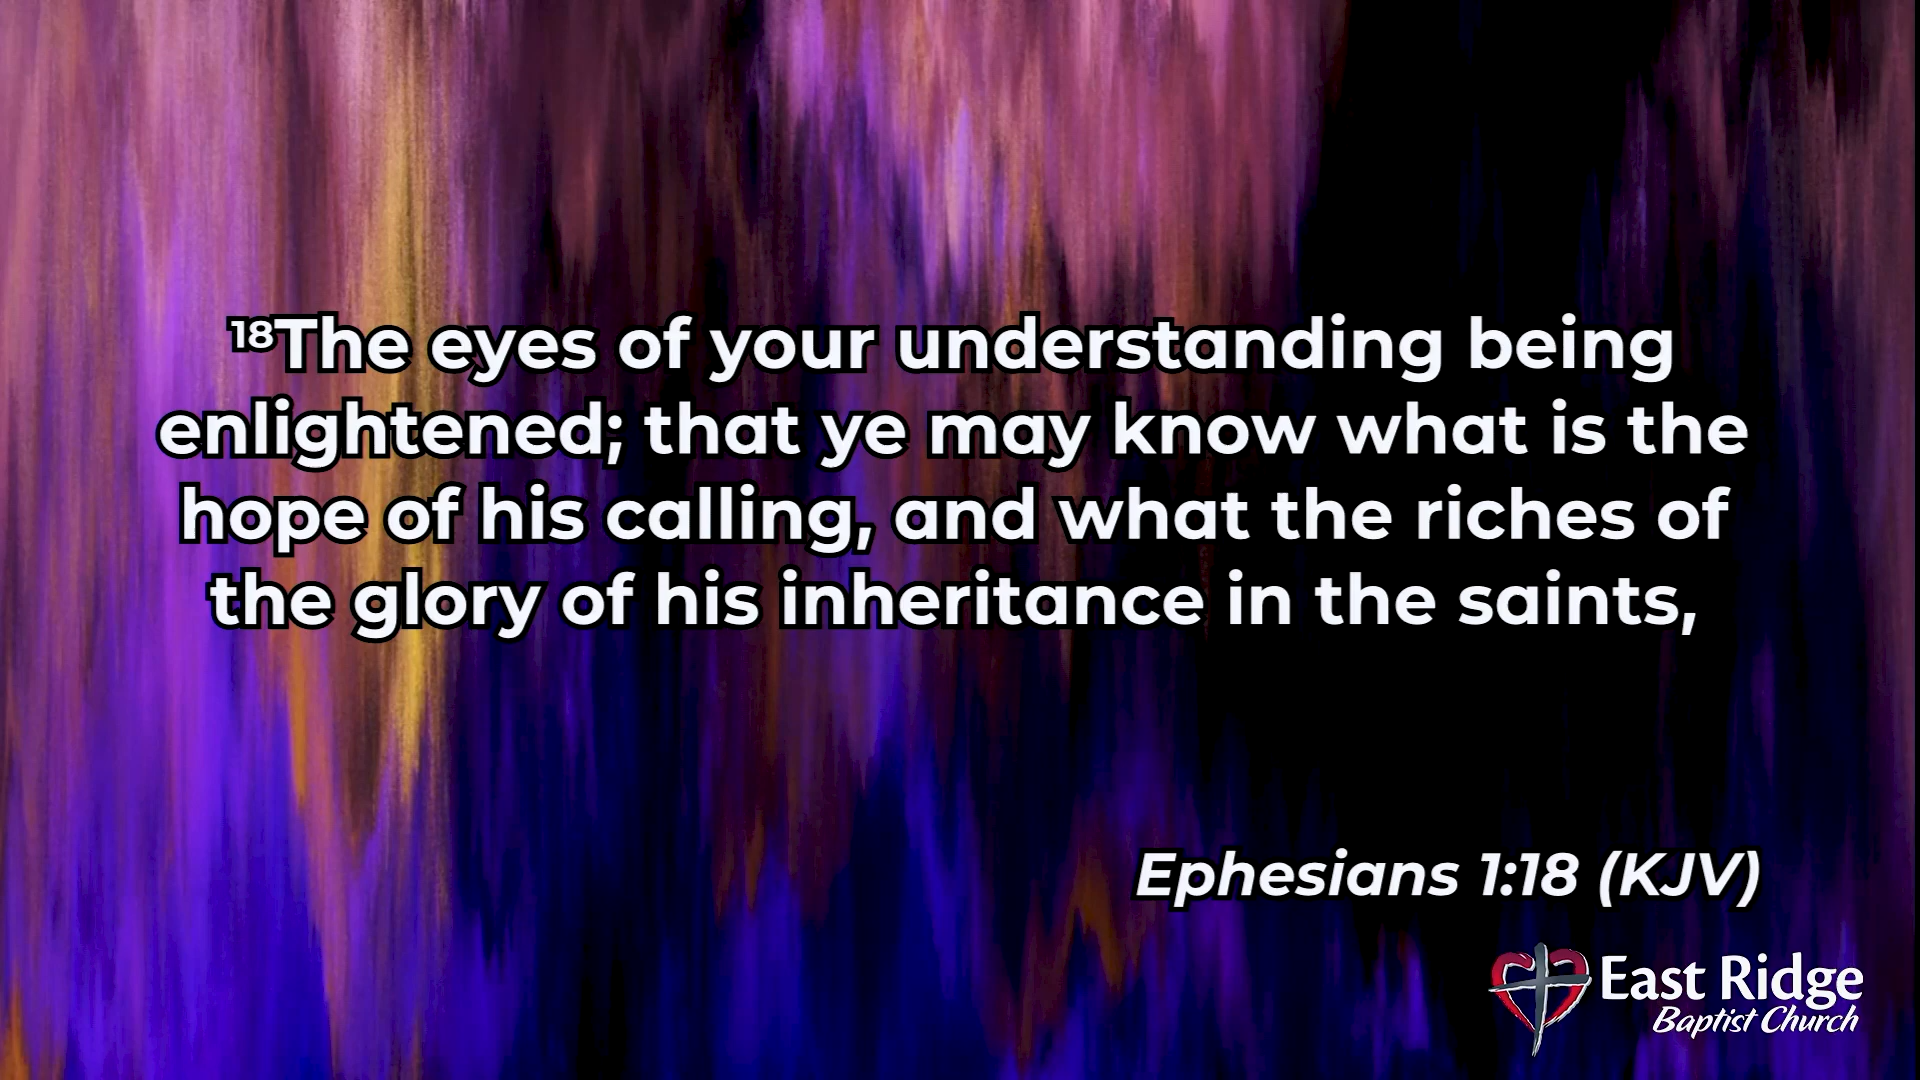 ¹⁸The eyes of your understanding being
enlightened; that ye may know what is the
hope of his calling, and what the riches of
the glory of his inheritance in the saints,
Ephesians 1:18 (KJV)
East Ridge
Baptist Church